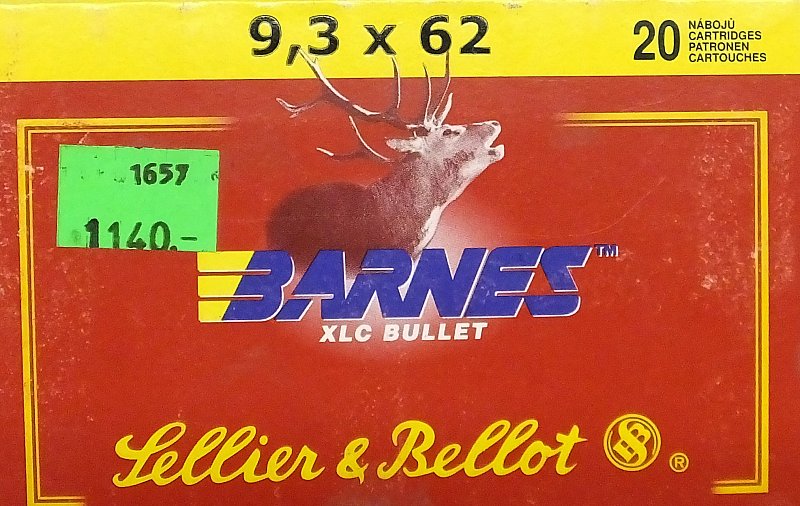 9,3 x 62
20 NÁBOJŮ
CARTRIDGES
PATRONEN
CARTOUCHES
1657
1140.-
BARNES™
XLC BULLET
Sellier & Bellot SB ®